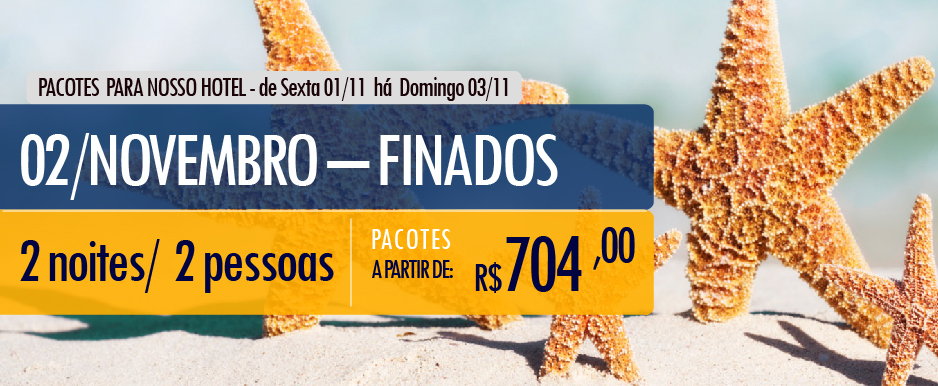 PACOTES PARA NOSSO HOTEL - de Sexta 01/11 há Domingo 03/11
02/NOVEMBRO – FINADOS
2 noites/ 2 pessoas
PACOTES
A PARTIR DE:
R$704,00